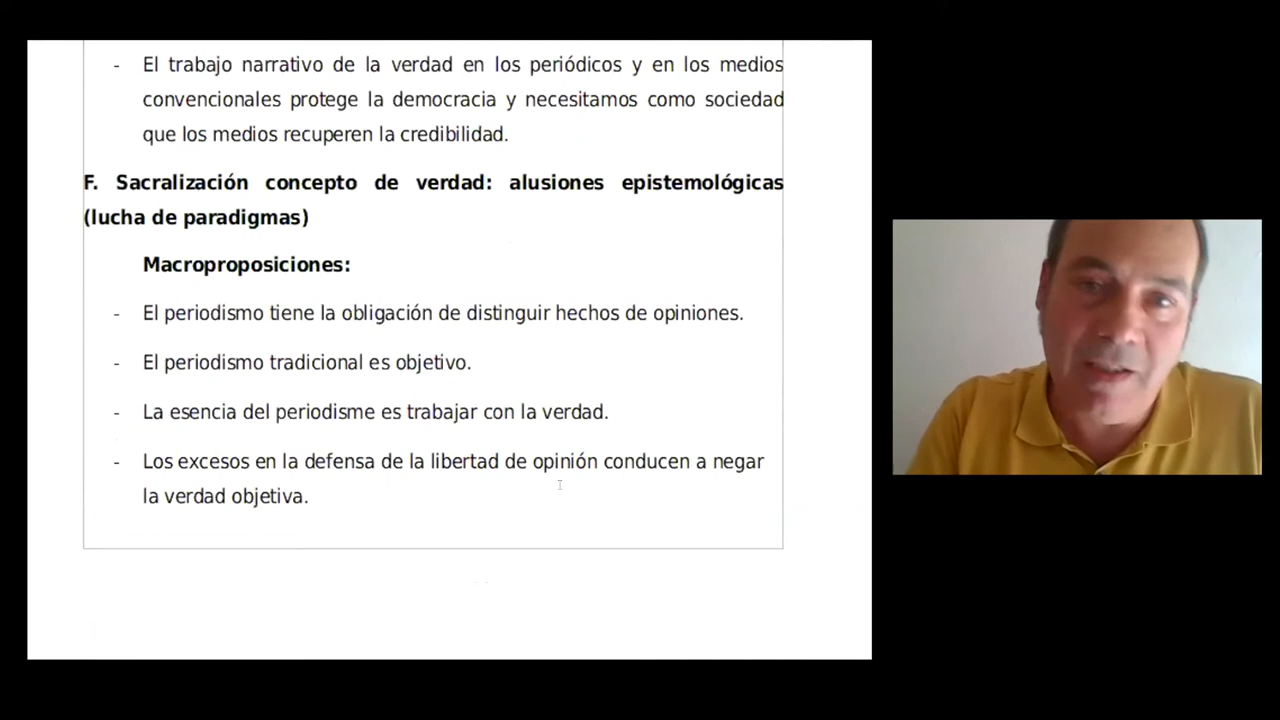 - El trabajo narrativo de la verdad en los periódicos y en los medios
convencionales protege la democracia y necesitamos como sociedad
que los medios recuperen la credibilidad.
F. Sacralización concepto de verdad: alusiones epistemológicas
(lucha de paradigmas)
Macroproposiciones:
- El periodismo tiene la obligación de distinguir hechos de opiniones.
- El periodismo tradicional es objetivo.
- La esencia del periodisme es trabajar con la verdad.
- Los excesos en la defensa de la libertad de opinión conducen a negar
la verdad objetiva.